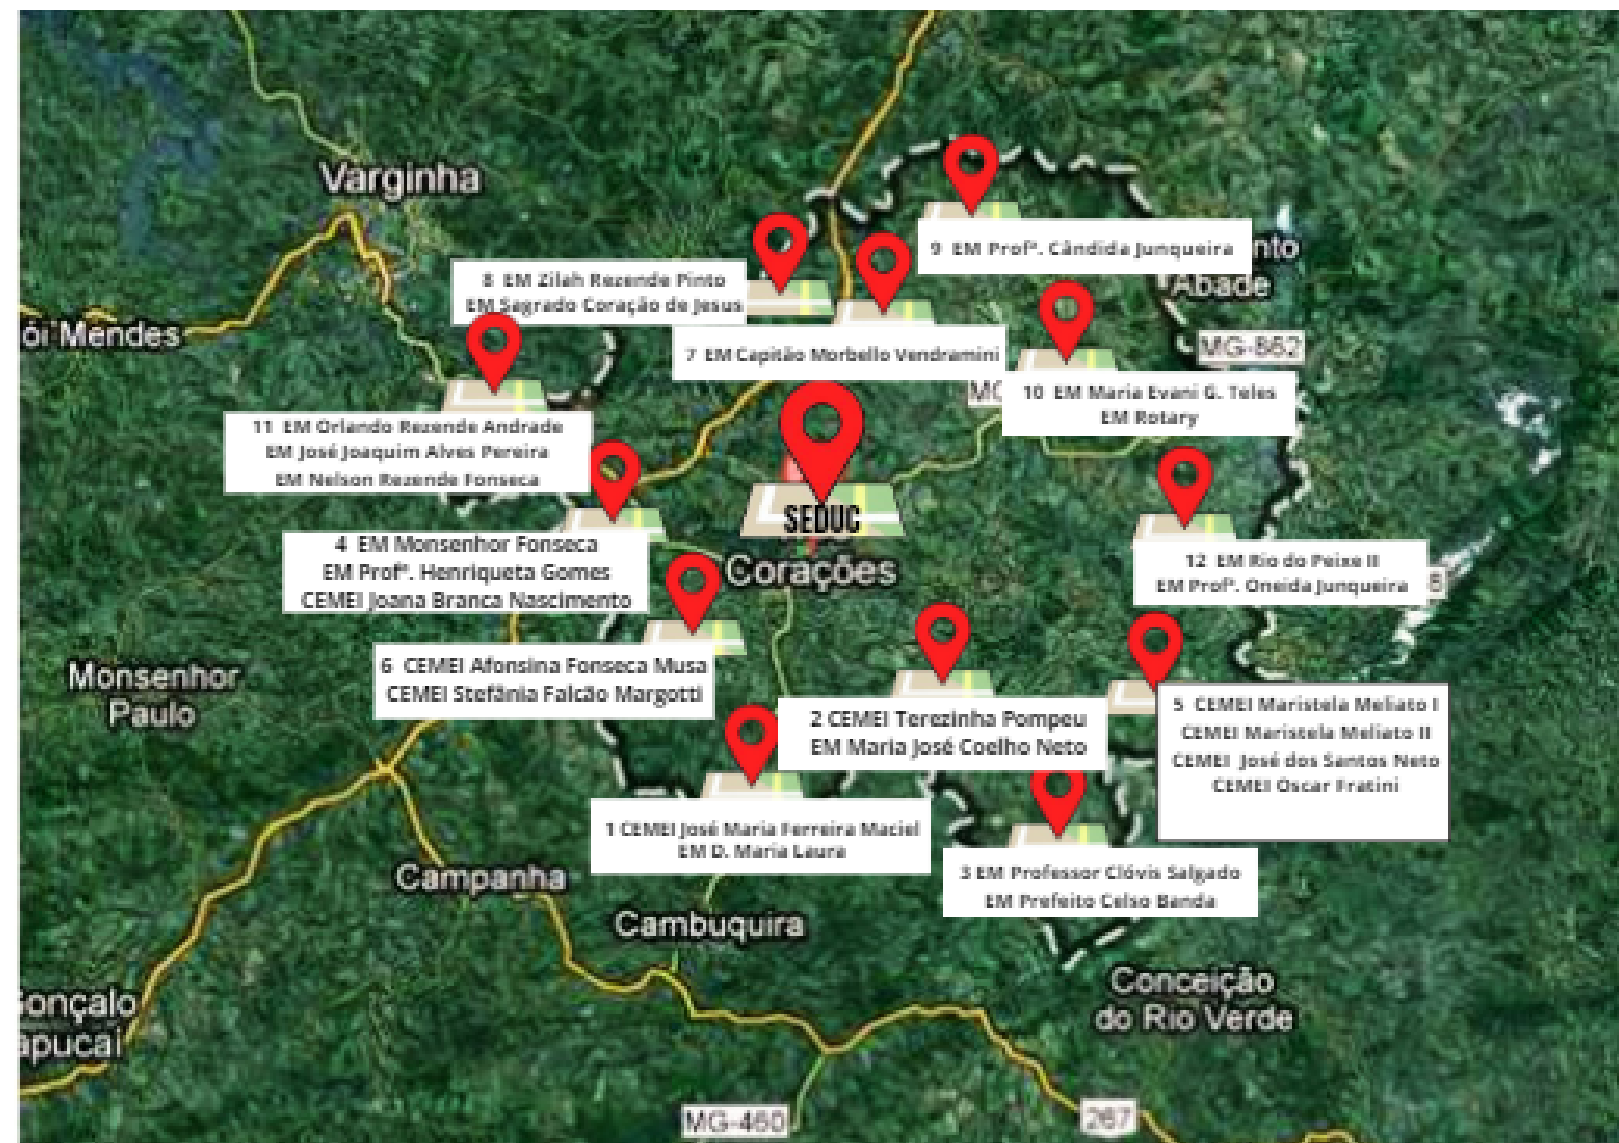 Varginha
9 EM Profª. Cândida Junqueira
nto
Abade
8 EM Zilah Rezende Pinto
EM Sagrado Coração de Jesus
ói Mendes
7 EM Capitão Morbello Vendramini
MG-862
10 EM Maria Evani G. Teles
EM Rotary
11 EM Orlando Rezende Andrade
EM José Joaquim Alves Pereira
EM Nelson Rezende Fonseca
SEDUC
Corações
4 EM Monsenhor Fonseca
EM Profª. Henriqueta Gomes
CEMEI Joana Branca Nascimento
12 EM Rio do Peixe II
EM Profª. Oneida Junqueira
6 CEMEI Afonsina Fonseca Musa
CEMEI Stefânia Falcão Margotti
Monsenhor
Paulo
2 CEMEI Terezinha Pompeu
EM Maria José Coelho Neto
5 CEMEI Maristela Meliato I
CEMEI Maristela Meliato II
CEMEI José dos Santos Neto
CEMEI Oscar Fratini
1 CEMEI José Maria Ferreira Maciel
EM D. Maria Laura
3 EM Professor Clóvis Salgado
EM Prefeito Celso Banda
Campanha
Cambuquira
Conceição
do Rio Verde
onçalo
apucaí
MG-460
267